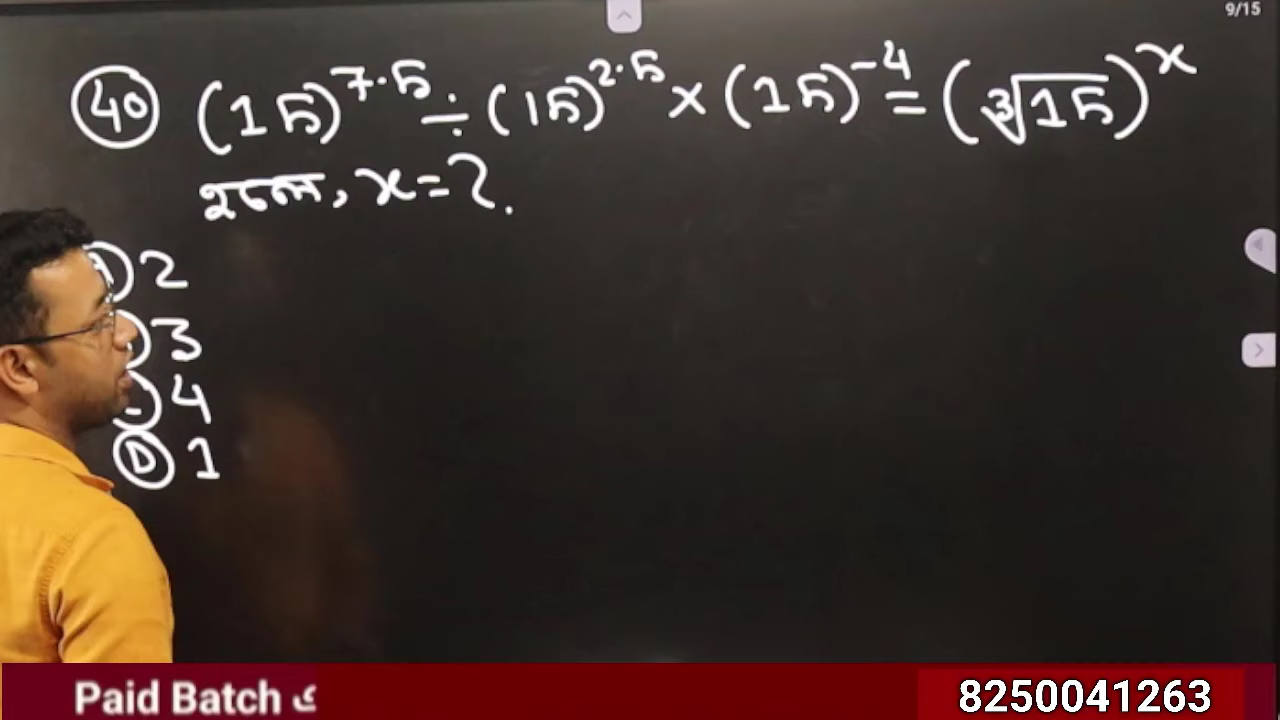 9/15
40 (15)^7.5 ÷ (15)^2.5 × (15)^-4 = (∛15)^x
হলে, x = ?.
A) 2
) 3
) 4
D 1
Paid Batch
8250041263